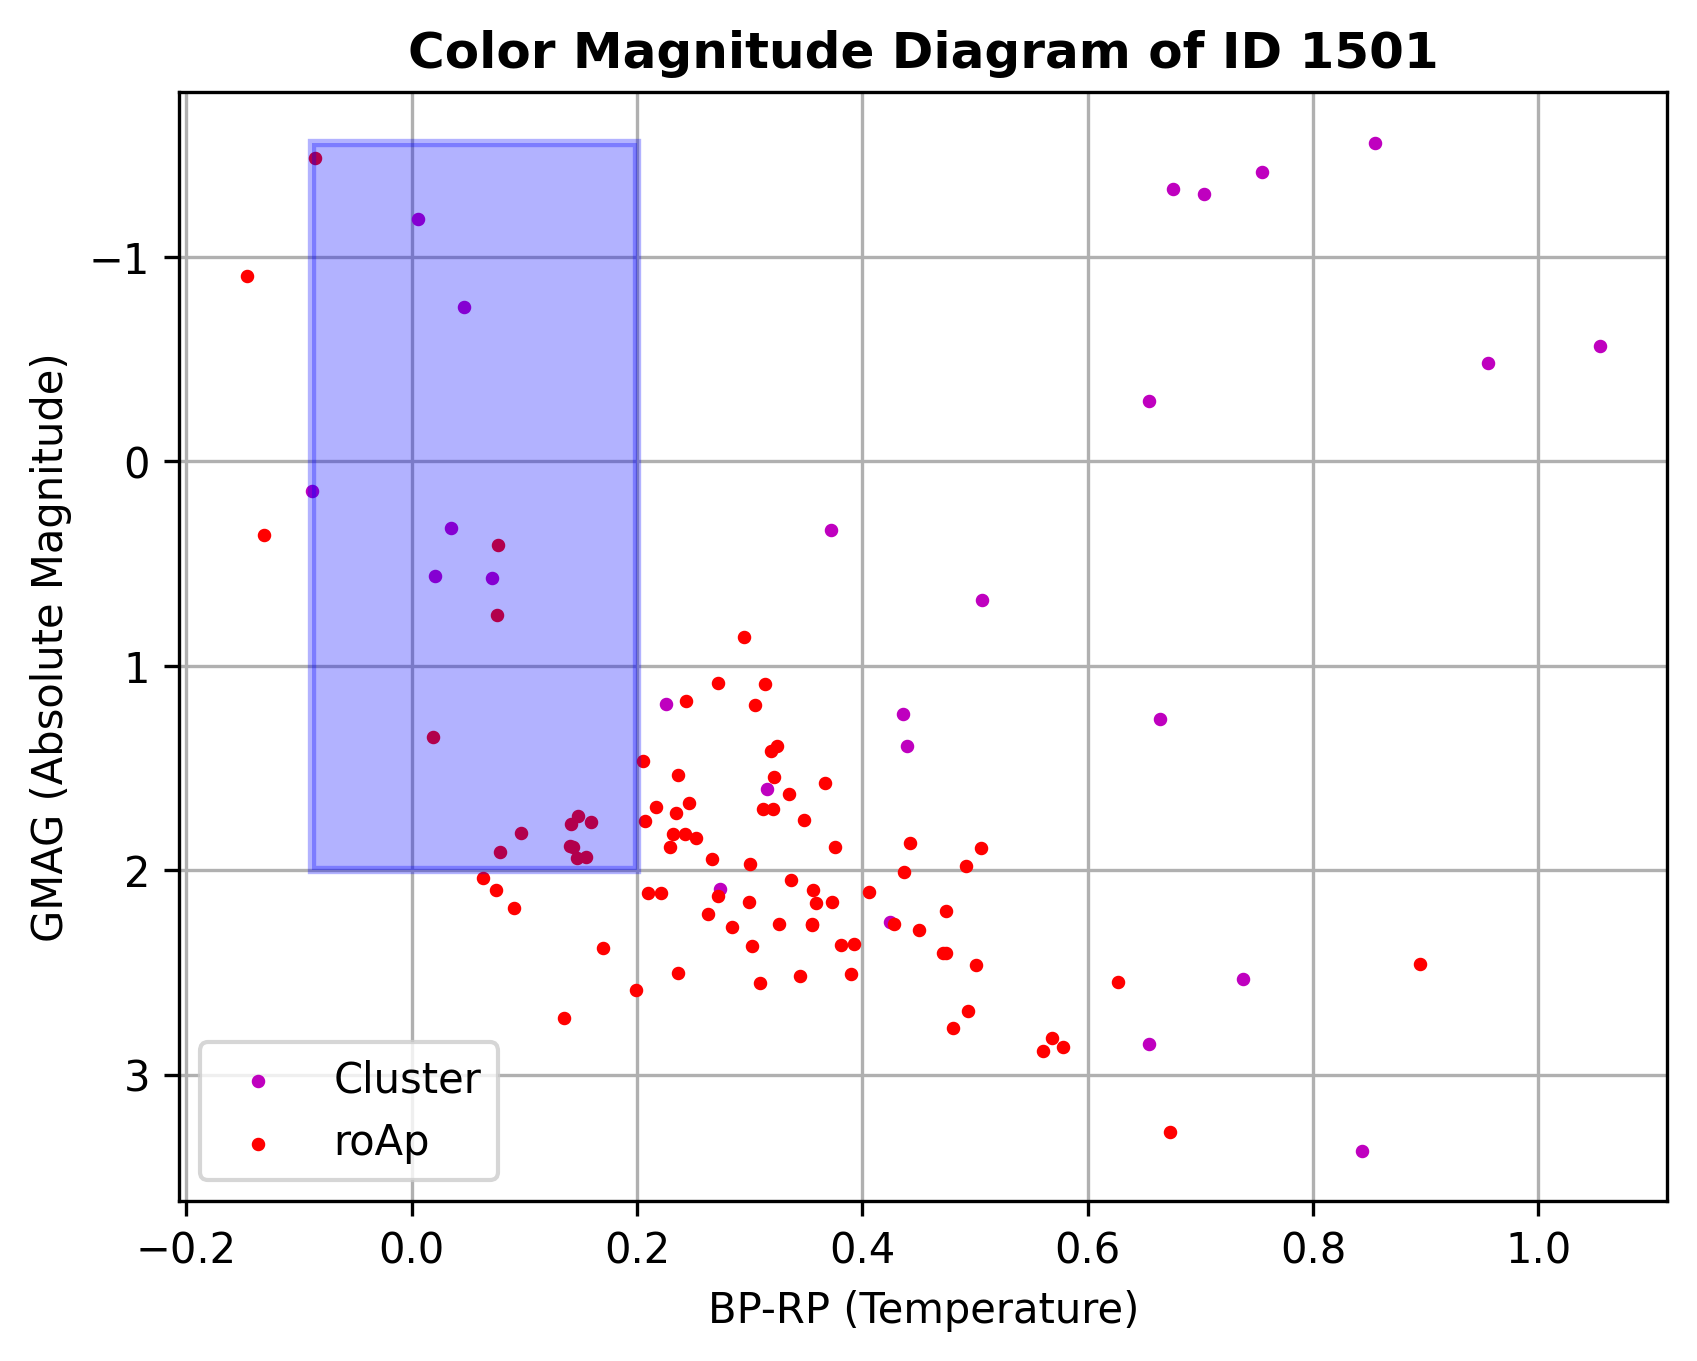 Color Magnitude Diagram of ID 1501
GMAG (Absolute Magnitude)
−1
0
1
2
3
Cluster
roAp
−0.2 0.0 0.2 0.4 0.6 0.8 1.0
BP-RP (Temperature)